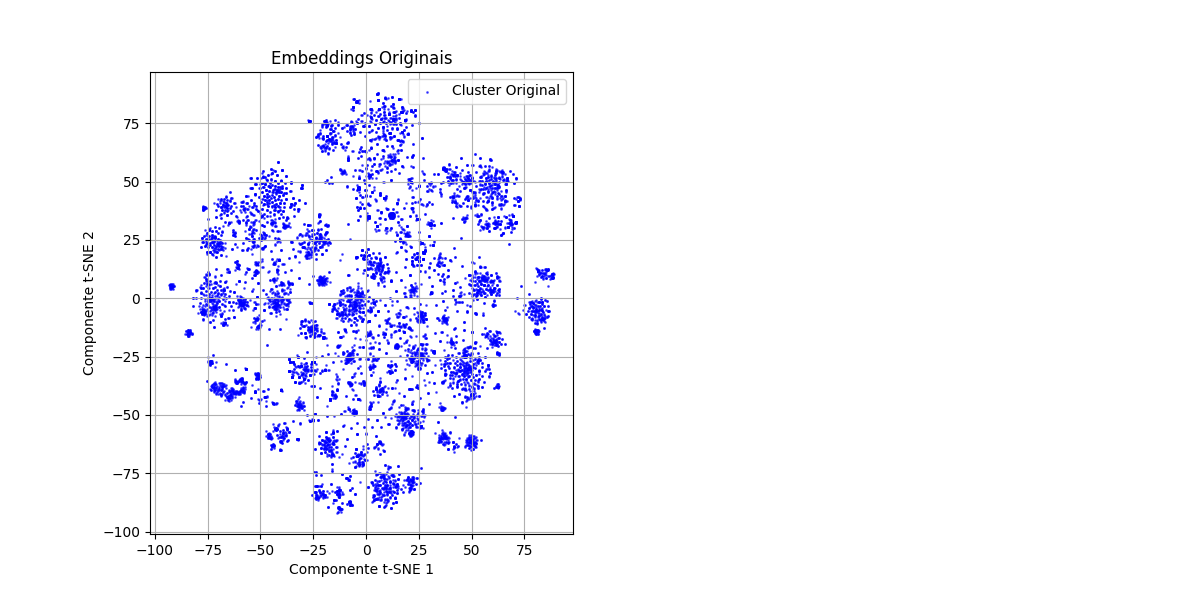 Embeddings Originais
Cluster Original
75
50
25
0
−25
−50
−75
−100
Componente t-SNE 2
−100 −75 −50 −25 0 25 50 75
Componente t-SNE 1